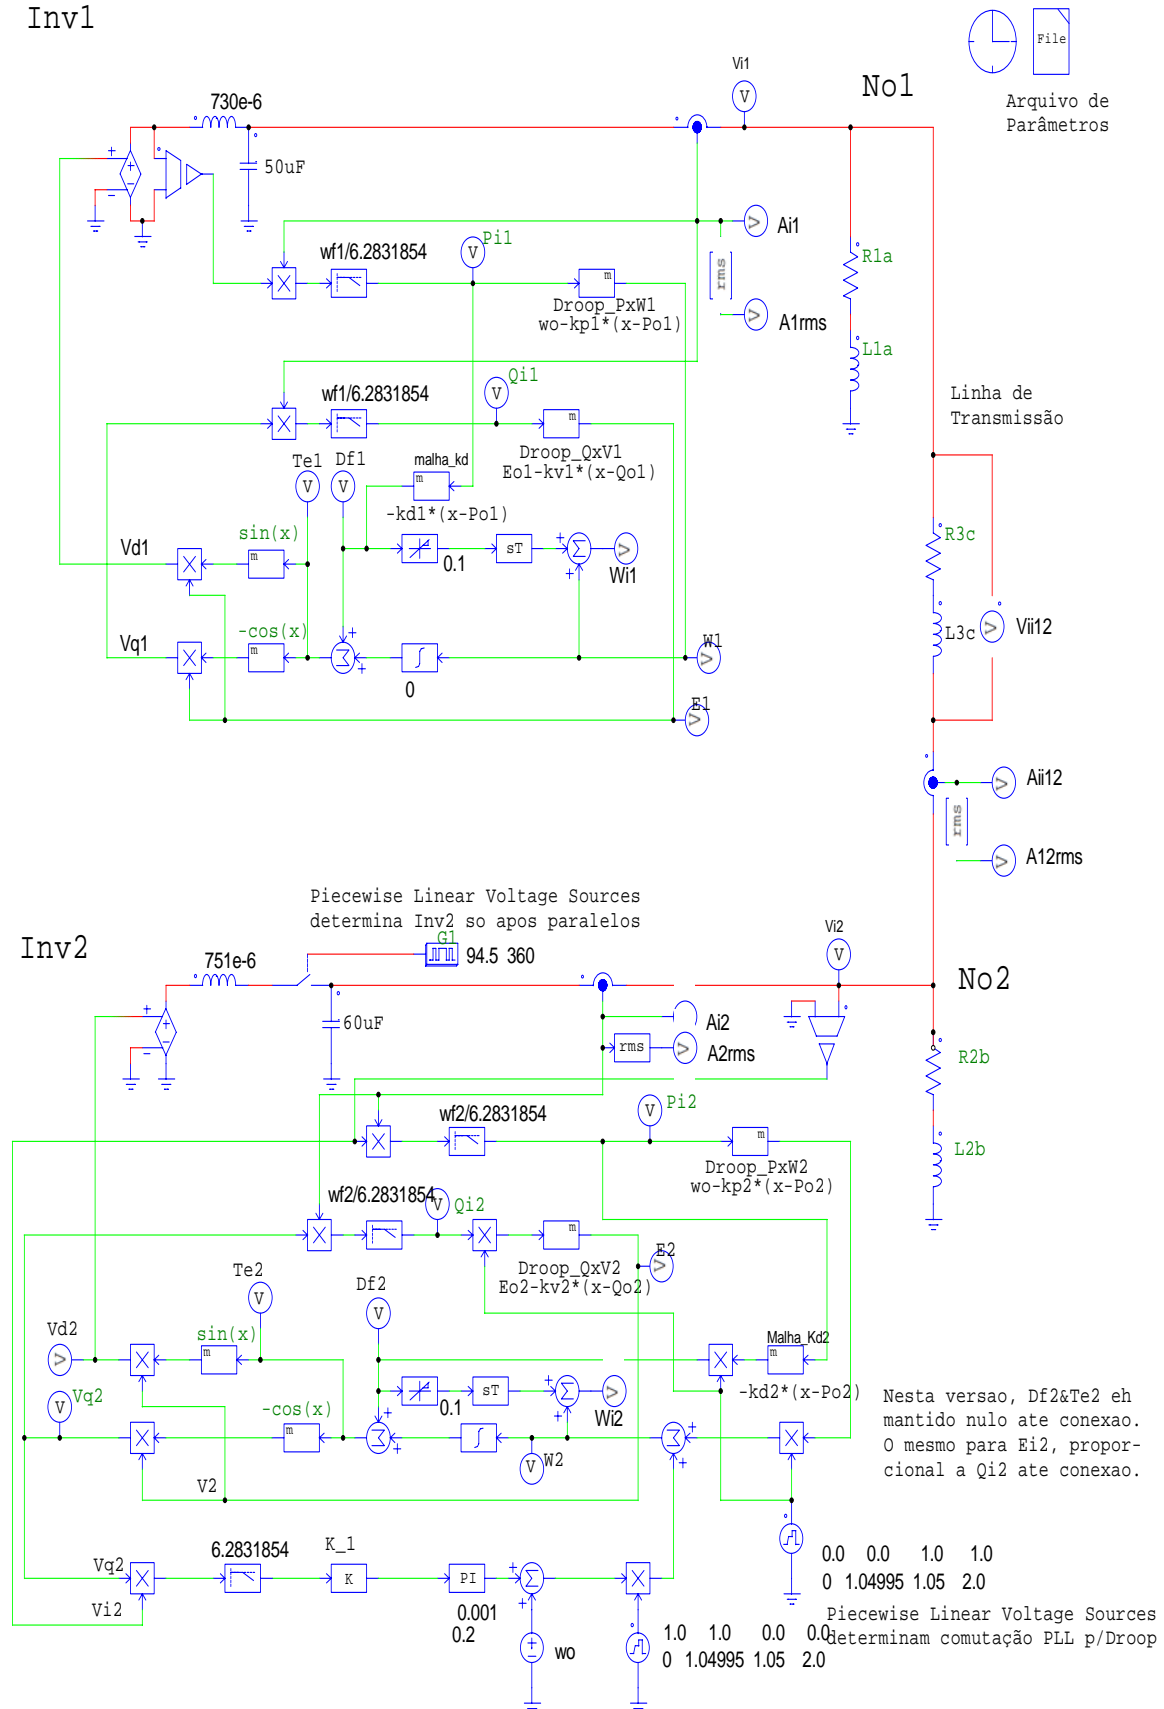 Inv1
File
Vi1
No1
Arquivo de
Parâmetros
730e-6
50uF
Ai1
Pi1
wf1/6.2831854
rms
R1a
m
Droop_PxW1
wo-kp1*(x-Po1)
A1rms
L1a
Qi1
wf1/6.2831854
Linha de
Transmissão
m
Droop_QxV1
Eo1-kv1*(x-Qo1)
Te1
Df1
malha_kd
m
-kd1*(x-Po1)
sin(x)
R3c
Vd1
m
0.1
sT
Wi1
-cos(x)
L3c
Vii12
Vq1
m
W1
0
E1
Aii12
rms
A12rms
Piecewise Linear Voltage Sources
determina Inv2 so apos paralelos
G1
94.5 360
Vi2
Inv2
751e-6
No2
60uF
Ai2
rms
A2rms
R2b
wf2/6.2831854
Pi2
m
L2b
Droop_PxW2
wo-kp2*(x-Po2)
wf2/6.2831854
Qi2
m
E2
Droop_QxV2
Eo2-kv2*(x-Qo2)
Te2
Df2
Vd2
sin(x)
m
Malha_Kd2
m
-kd2*(x-Po2)
Vq2
-cos(x)
0.1
sT
Wi2
m
W2
Nesta versao, Df2&Te2 eh
mantido nulo ate conexao.
O mesmo para Ei2, propor-
cional a Qi2 ate conexao.
V2
6.2831854
K_1
Vq2
K
PI
Vi2
0.001
0.2
wo
0.0 0.0 1.0 1.0
0 1.04995 1.05 2.0
Piecewise Linear Voltage Sources
determinam comutação PLL p/Droop
1.0 1.0 0.0 0.0
0 1.04995 1.05 2.0